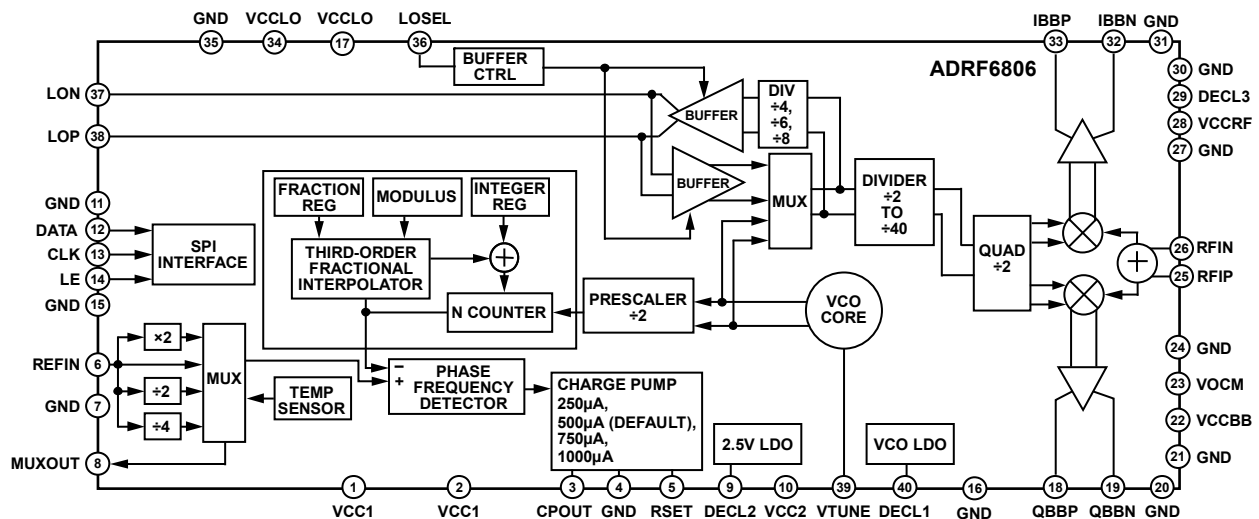 GND VCCLO VCCLO LOSEL IBBP IBBN GND
35 34 17 36 33 32 31
ADRF6806
BUFFER
CTRL
30 GND
29 DECL3
28 VCCRF
27 GND
LON 37
LOP 38
BUFFER
DIV
÷4,
÷6,
÷8
BUFFER
MUX
DIVIDER
÷2
TO
÷40
QUAD
÷2
26 RFIN
25 RFIP
+
GND 11
DATA 12
CLK 13
LE 14
GND 15
SPI
INTERFACE
FRACTION
REG
MODULUS
INTEGER
REG
THIRD-ORDER
FRACTIONAL
INTERPOLATOR
+
N COUNTER
PRESCALER
÷2
VCO
CORE
24 GND
23 VOCM
22 VCCBB
21 GND
REFIN 6
GND 7
MUXOUT 8
×2
÷2
÷4
MUX
TEMP
SENSOR
−
+
PHASE
FREQUENCY
DETECTOR
CHARGE PUMP
250µA,
500µA (DEFAULT),
750µA,
1000µA
2.5V LDO
VCO LDO
1 2 3 4 5 9 10 39 40 16 18 19 20
VCC1 VCC1 CPOUT GND RSET DECL2 VCC2 VTUNE DECL1 GND QBBP QBBN GND